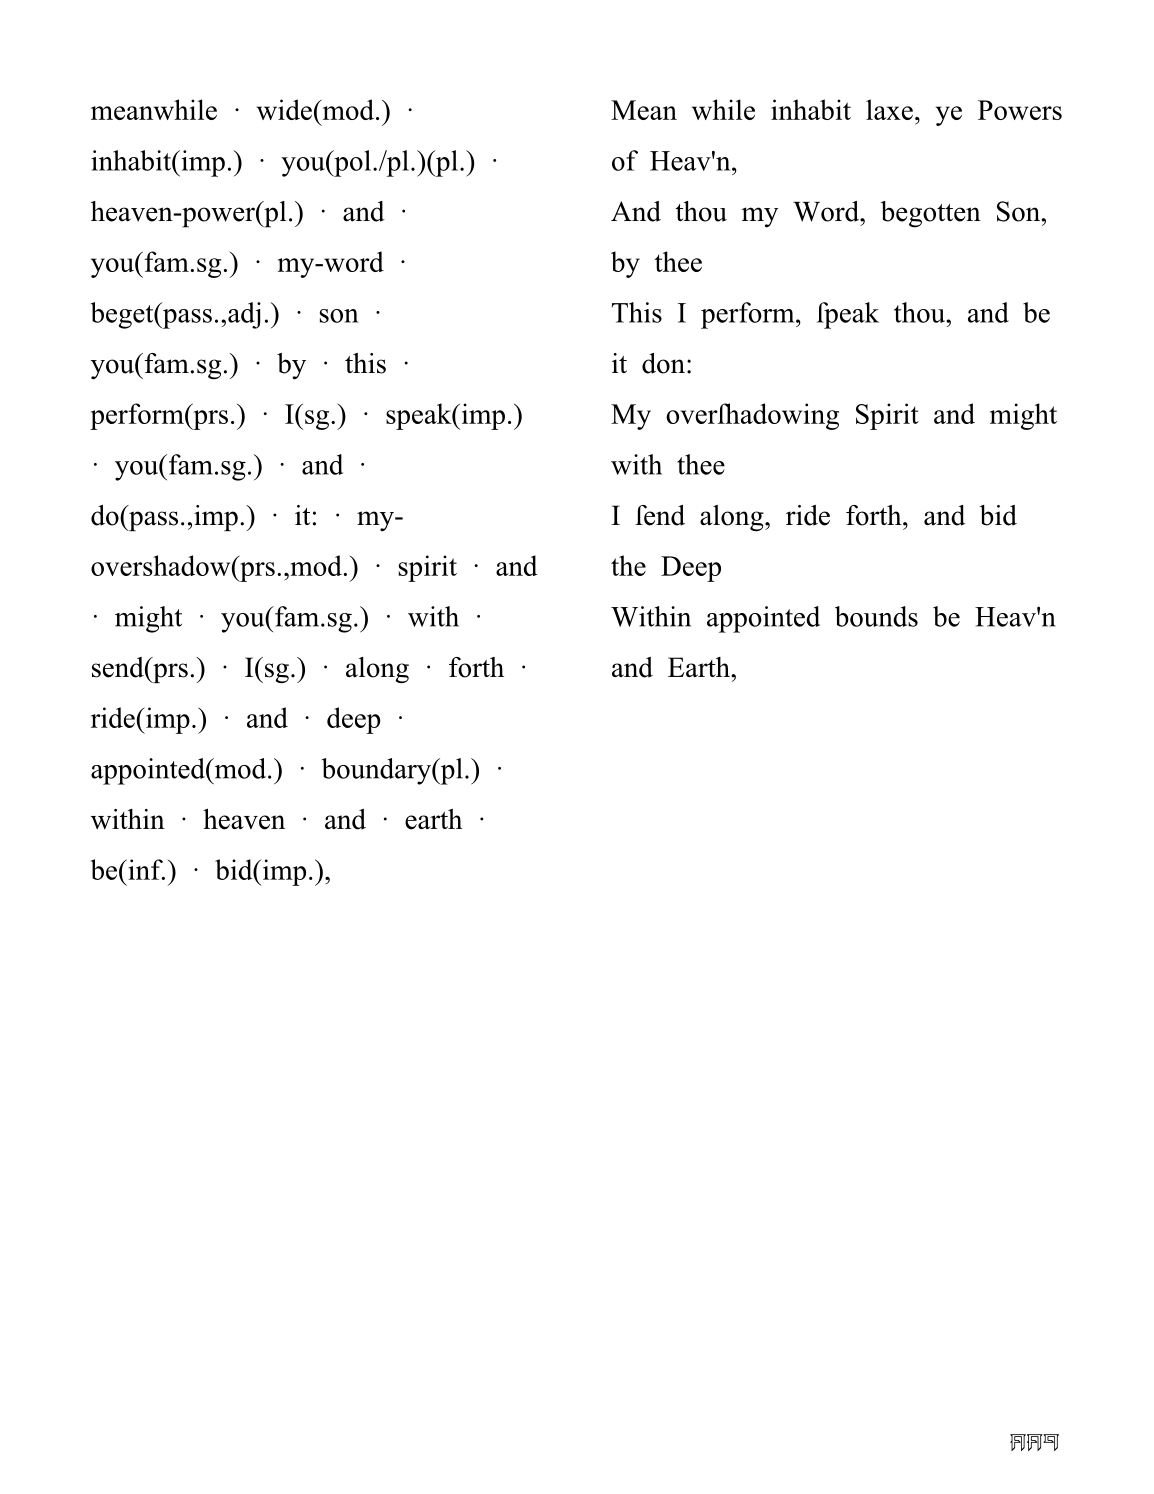 meanwhile · wide(mod.) ·
inhabit(imp.) · you(pol./pl.)(pl.) ·
heaven-power(pl.) · and ·
you(fam.sg.) · my-word ·
beget(pass.,adj.) · son ·
you(fam.sg.) · by · this ·
perform(prs.) · I(sg.) · speak(imp.)
· you(fam.sg.) · and ·
do(pass.,imp.) · it: · my-
overshadow(prs.,mod.) · spirit · and
· might · you(fam.sg.) · with ·
send(prs.) · I(sg.) · along · forth ·
ride(imp.) · and · deep ·
appointed(mod.) · boundary(pl.) ·
within · heaven · and · earth ·
be(inf.) · bid(imp.),
Mean while inhabit laxe, ye Powers
of Heav'n,
And thou my Word, begotten Son,
by thee
This I perform, ſpeak thou, and be
it don:
My overſhadowing Spirit and might
with thee
I ſend along, ride forth, and bid
the Deep
Within appointed bounds be Heav'n
and Earth,